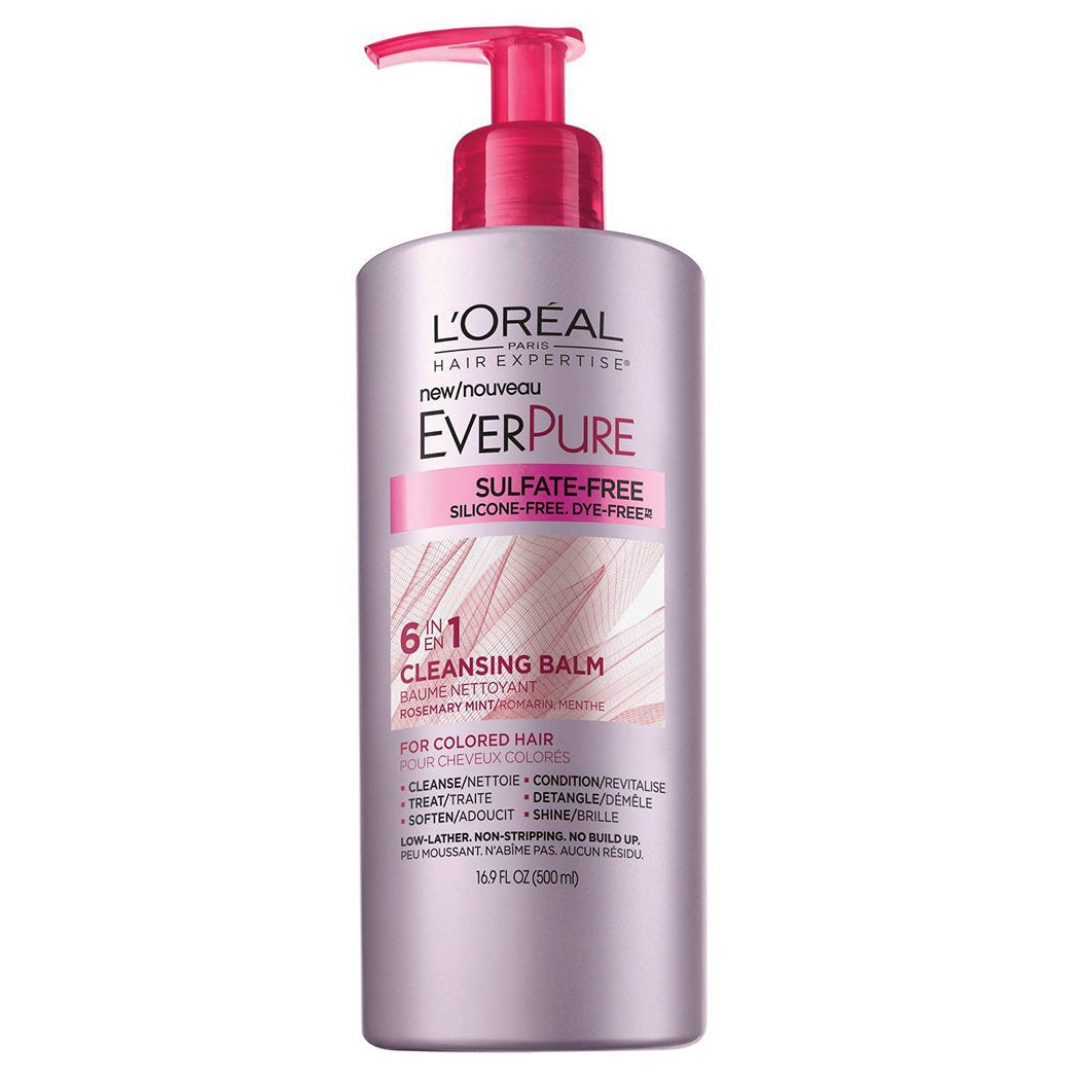 L'ORÉAL
PARIS
HAIR EXPERTISE®
new/nouveau
EVERPURE
SULFATE-FREE
SILICONE-FREE. DYE-FREE™ MC
6 IN EN 1
CLEANSING BALM
BAUME NETTOYANT
ROSEMARY MINT/ROMARIN, MENTHE
FOR COLORED HAIR
POUR CHEVEUX COLORÉS
▪ CLEANSE/NETTOIE ▪ CONDITION/REVITALISE
▪ TREAT/TRAITE ▪ DETANGLE/DÉMÊLE
▪ SOFTEN/ADOUCIT ▪ SHINE/BRILLE
LOW-LATHER. NON-STRIPPING. NO BUILD UP.
PEU MOUSSANT. N'ABÎME PAS. AUCUN RÉSIDU.
16.9 FL OZ (500 ml)